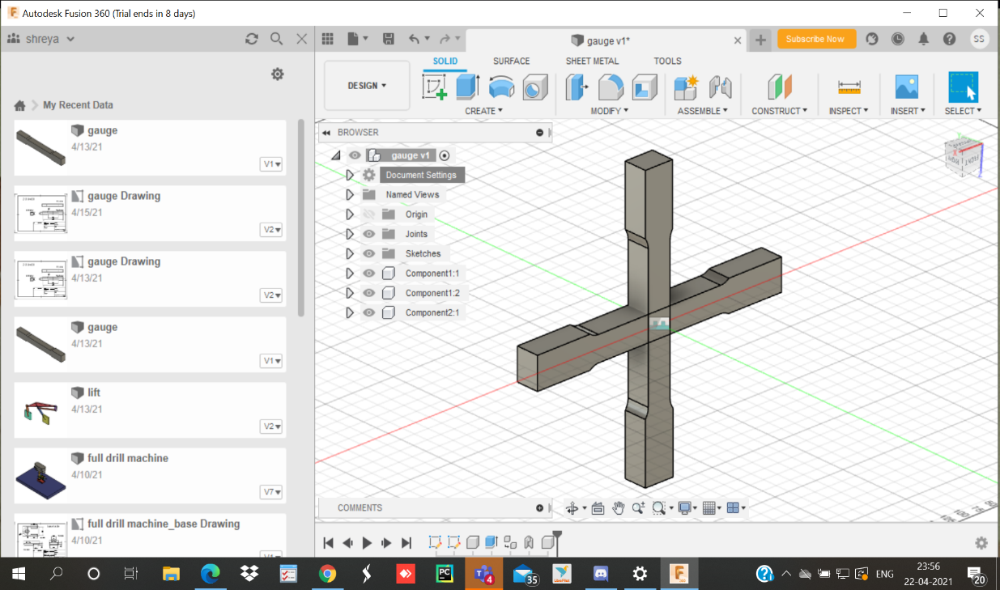 Autodesk Fusion 360 (Trial ends in 8 days)
shreya
gauge v1*
Subscribe Now
SS
DESIGN
SOLID
SURFACE
SHEET METAL
TOOLS
CREATE
MODIFY
ASSEMBLE
CONSTRUCT
INSPECT
INSERT
SELECT
My Recent Data
gauge
4/13/21
V1
gauge Drawing
4/15/21
V2
gauge Drawing
4/13/21
V2
gauge
4/13/21
V1
lift
4/13/21
V2
full drill machine
4/10/21
V7
full drill machine_base Drawing
4/10/21
BROWSER
gauge v1
Document Settings
Named Views
Origin
Joints
Sketches
Component1:1
Component1:2
Component2:1
COMMENTS
PC
4
35
ENG
23:56
22-04-2021
20